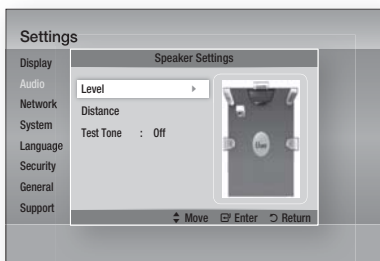 Settings
Display
Audio
Network
System
Language
Security
General
Support
Speaker Settings
Level
Distance
Test Tone : Off
Move Enter Return